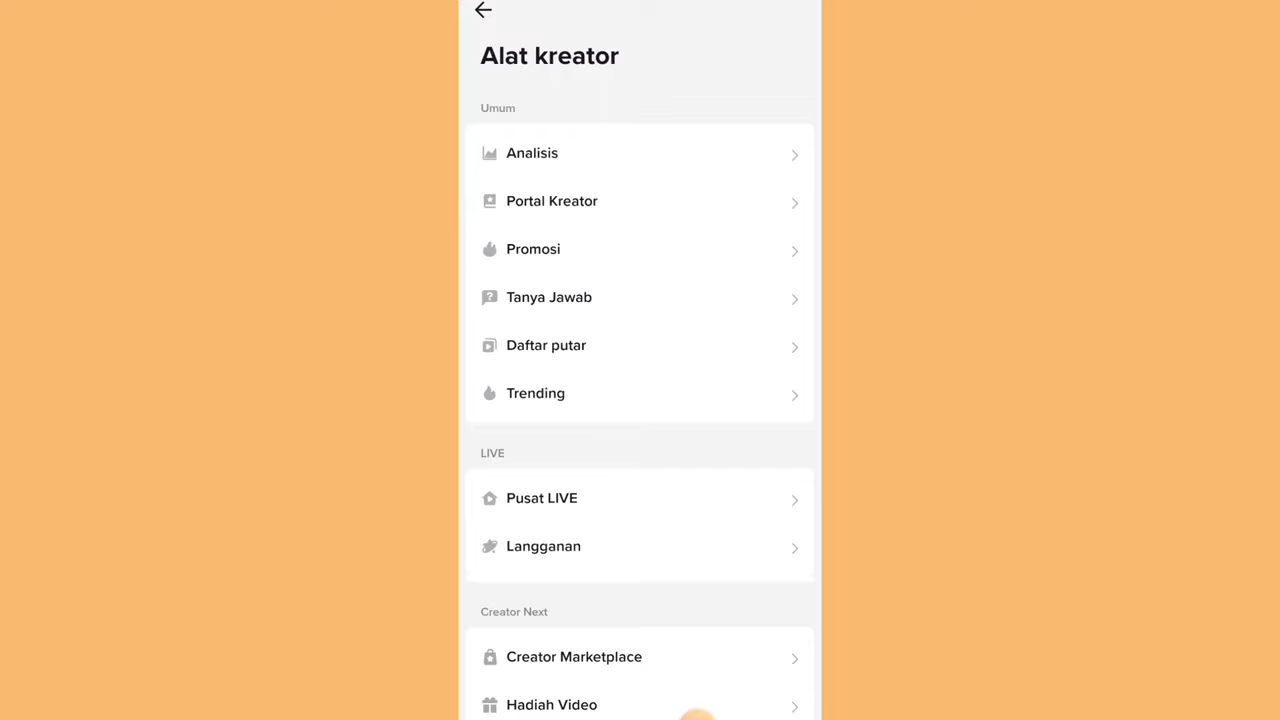 Alat kreator
Umum
Analisis
Portal Kreator
Promosi
Tanya Jawab
Daftar putar
Trending
LIVE
Pusat LIVE
Langganan
Creator Next
Creator Marketplace
Hadiah Video